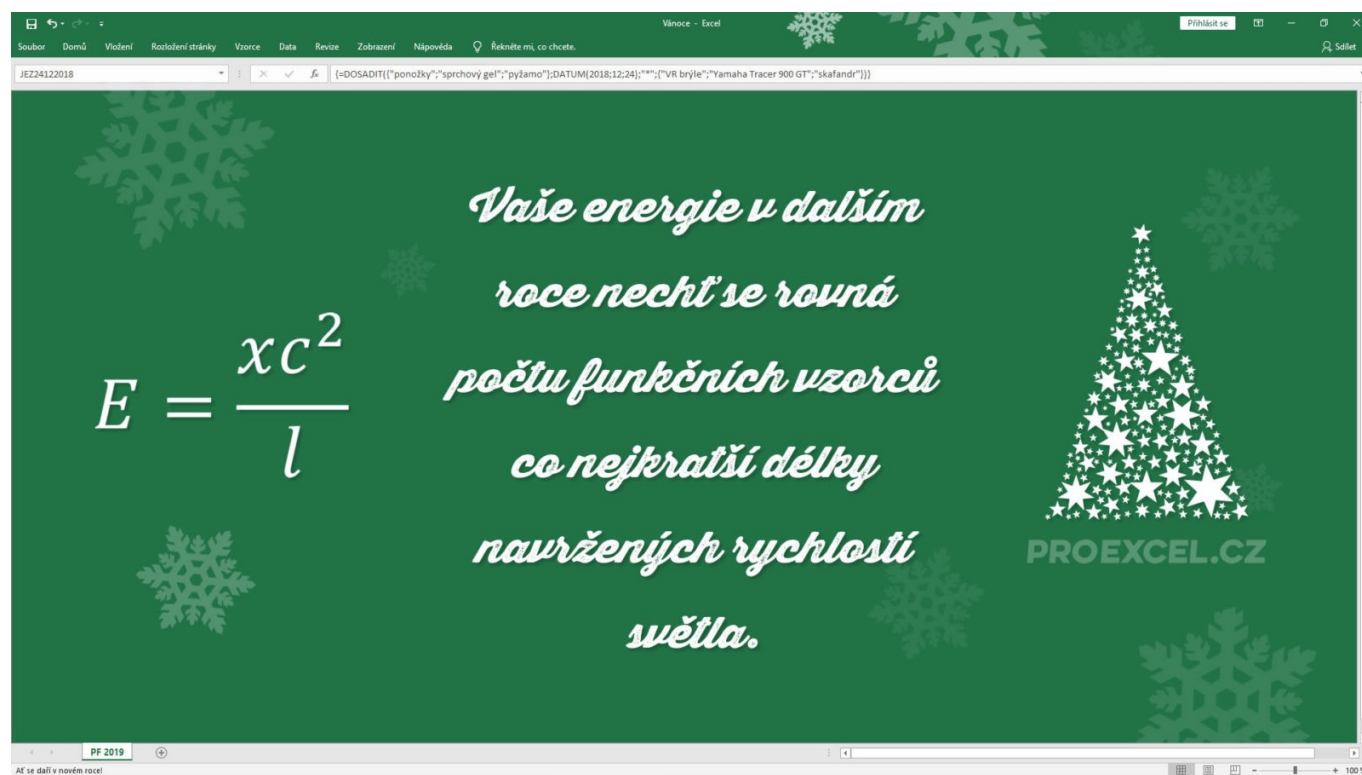 Vánoce - Excel
Přihlásit se
Soubor Domů Vložení Rozložení stránky Vzorce Data Revize Zobrazení Nápověda Řekněte mi, co chcete. Sdílet
JEZ24122018 fx {=DOSADIT({"ponožky";"sprchový gel";"pyžamo"};DATUM(2018;12;24);"*";{"VR brýle";"Yamaha Tracer 900 GT";"skafandr"})}
Vaše energie v dalším
roce nechť se rovná
počtu funkčních vzorců
co nejkratší délky
navržených rychlostí
světla.
E = xc²/l
PROEXCEL.CZ
PF 2019
Ať se daří v novém roce! 100 %